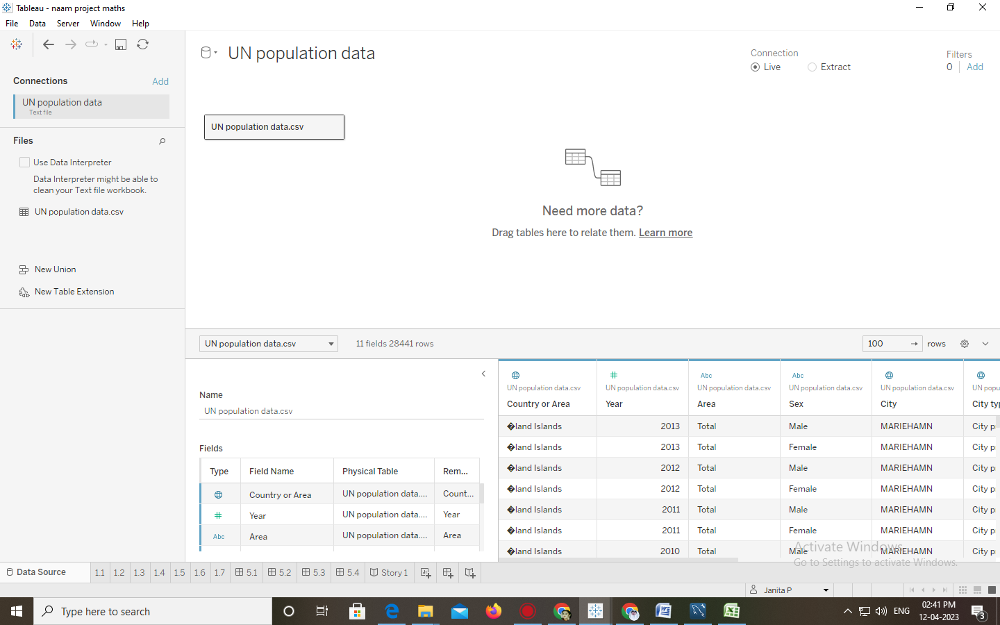 Tableau - naam project maths
File Data Server Window Help
Connections Add
UN population data
Text file
Files
Use Data Interpreter
Data Interpreter might be able to
clean your Text file workbook.
UN population data.csv
New Union
New Table Extension
UN population data
Connection
Live Extract
Filters
0 Add
UN population data.csv
Need more data?
Drag tables here to relate them. Learn more
UN population data.csv 11 fields 28441 rows 100 → rows
Name
UN population data.csv
Fields
Type Field Name Physical Table Rem...
Country or Area UN population data.... Count...
# Year UN population data.... Year
Abc Area UN population data.... Area
# Abc Abc
UN population data.csv UN population data.csv UN population data.csv UN population data.csv UN population data.csv UN popu
Country or Area Year Area Sex City City typ
�land Islands 2013 Total Male MARIEHAMN City p
�land Islands 2013 Total Female MARIEHAMN City p
�land Islands 2012 Total Male MARIEHAMN City p
�land Islands 2012 Total Female MARIEHAMN City p
�land Islands 2011 Total Male MARIEHAMN City p
�land Islands 2011 Total Female MARIEHAMN City p
�land Islands 2010 Total Male MARIEHAMN City p
Activate Windows
Go to Settings to activate Windows.
Data Source 1.1 1.2 1.3 1.4 1.5 1.6 1.7 5.1 5.2 5.3 5.4 Story 1
Janita P
Type here to search
ENG
02:41 PM
12-04-2023
3